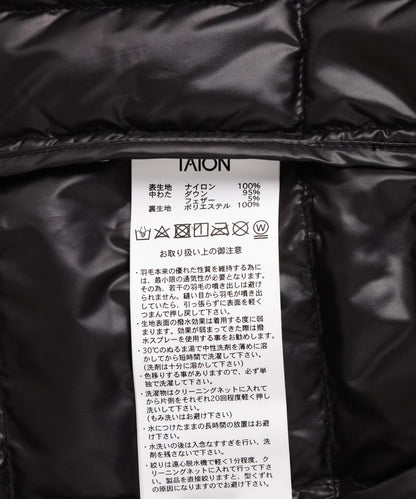 TAION
表生地 ナイロン 100%
中わた ダウン 95%
フェザー 5%
裏生地 ポリエステル 100%
W
お取り扱い上の御注意
・羽毛本来の優れた性質を維持する為に
は、最小限の通気性が必要となります。
その為、若干の羽毛の噴き出しは避け
られません。縫い目から羽毛が噴き出
していたら、引っ張らずに表面を軽く
つまんで押し戻して下さい。
・生地表面の撥水効果は着用する度に弱
まります。効果が弱まってきた際は撥
水スプレーを使用する事をお勧めします。
・30℃のぬるま湯で中性洗剤を薄めに溶
かしてから短時間で洗濯して下さい。
(洗剤は十分に溶かして下さい)
・色移りする事がありますので、必ず単
独で洗濯して下さい。
・洗濯物はクリーニングネットに入れて
から片側をそれぞれ20回程度軽く押し
洗いして下さい。
(もみ洗いはお避け下さい)
・水につけたままの長時間の放置はお避
け下さい。
・水洗いの後は入念なすすぎを行い、洗
剤を残さないで下さい。
・絞りは遠心脱水機で軽く1分程度、クリ
ーニングネットに入れて行って下さ
い。製品を直接絞りますと、型くずれ
などの原因になりますのでお避け下さい